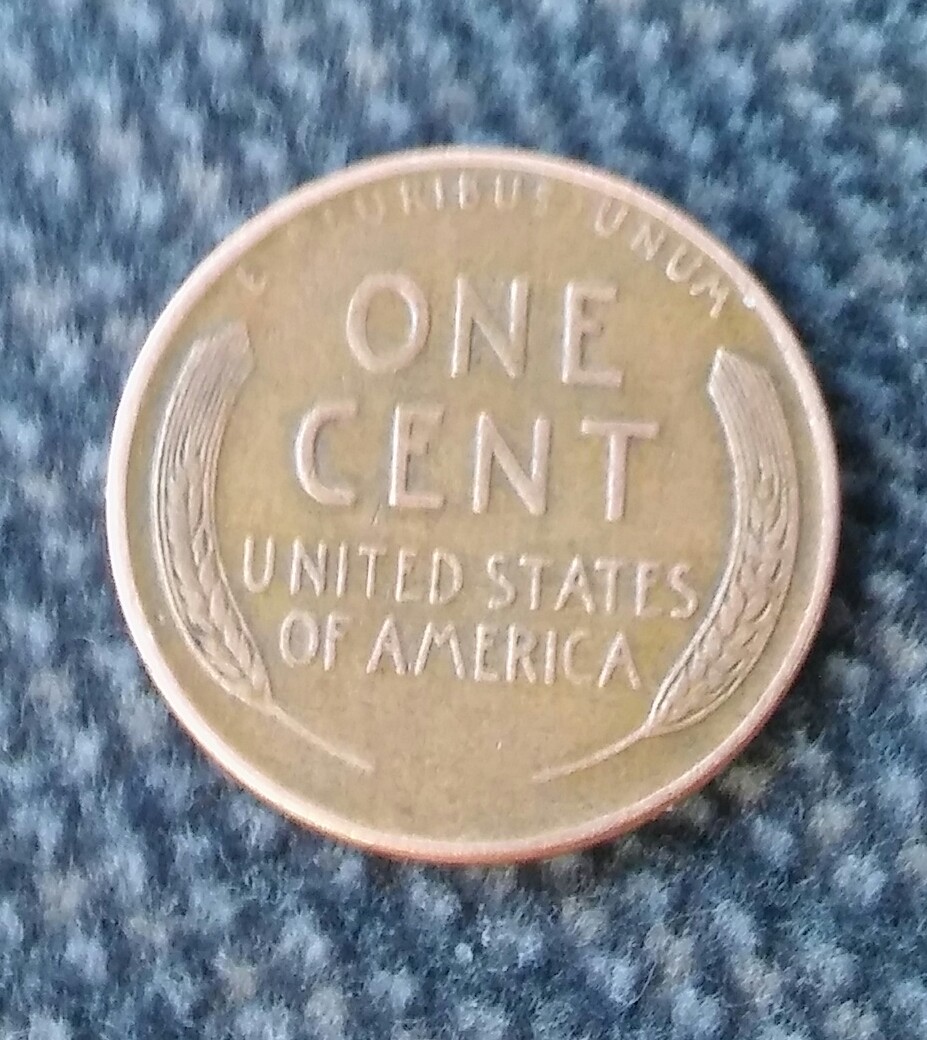 E PLURIBUS UNUM
ONE
CENT
UNITED STATES
OF AMERICA